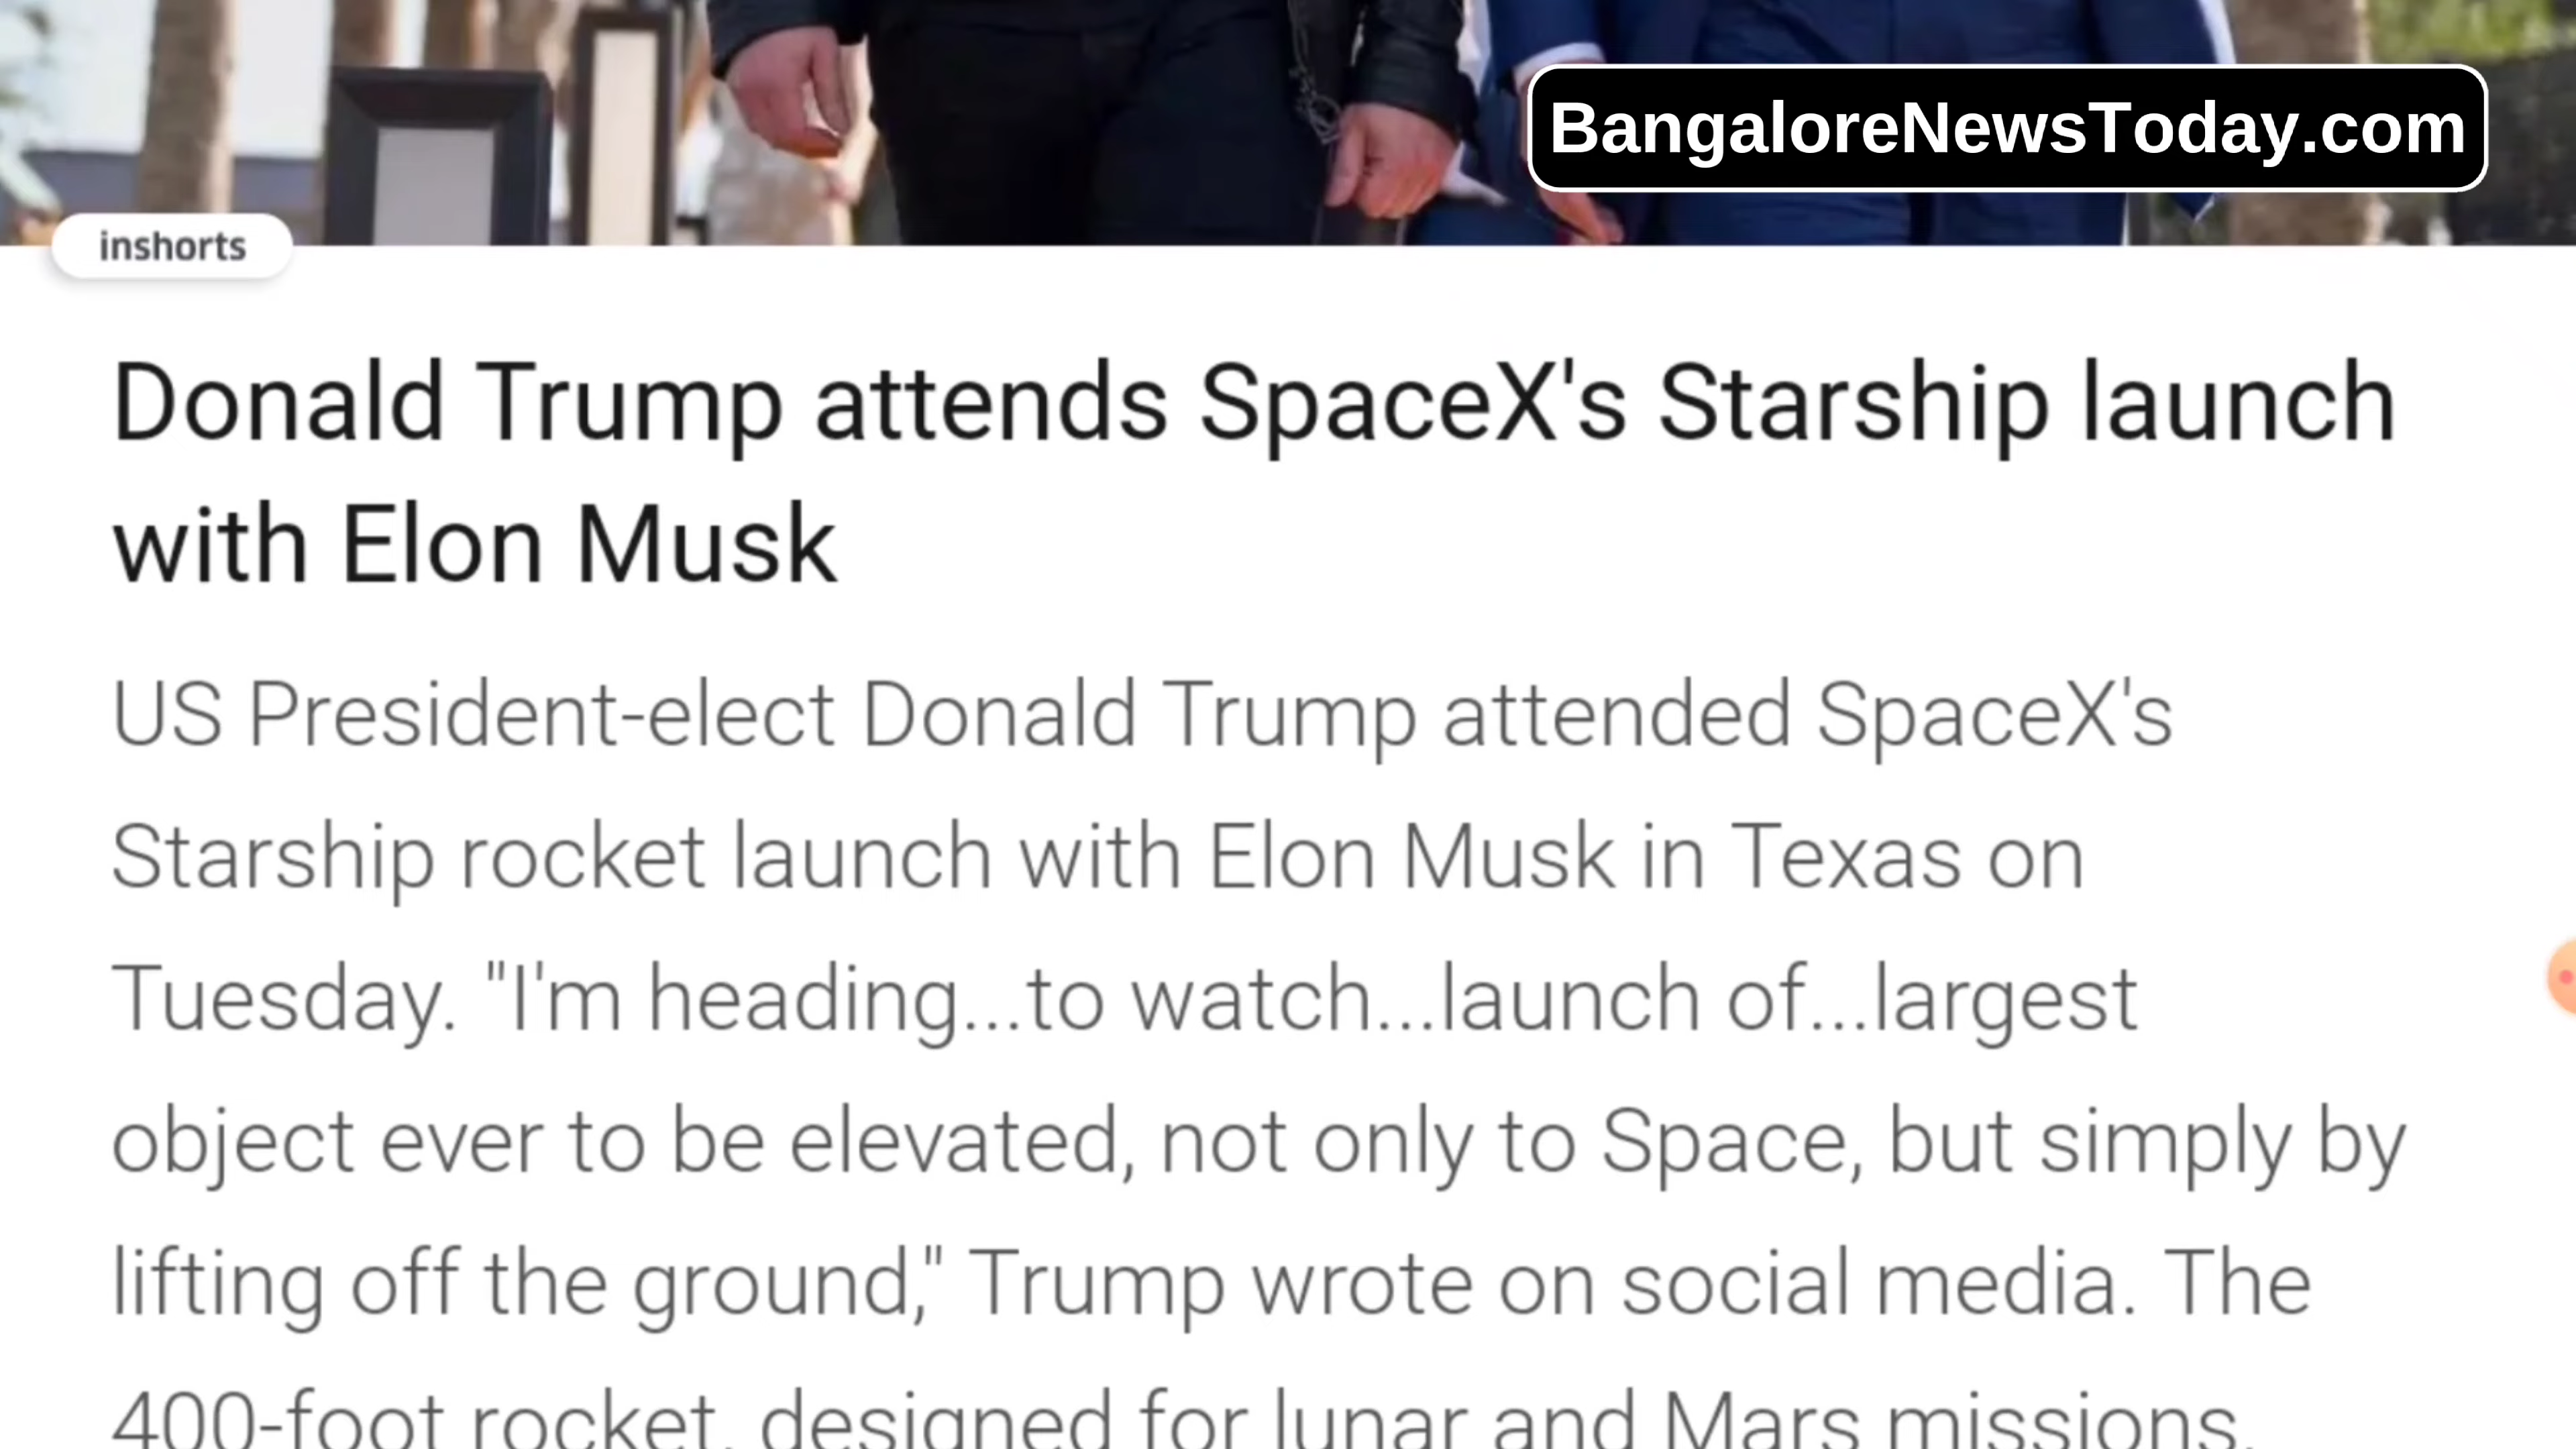 BangaloreNewsToday.com
inshorts
Donald Trump attends SpaceX's Starship launch
with Elon Musk
US President-elect Donald Trump attended SpaceX's
Starship rocket launch with Elon Musk in Texas on
Tuesday. "I'm heading...to watch...launch of...largest
object ever to be elevated, not only to Space, but simply by
lifting off the ground," Trump wrote on social media. The
400-foot rocket, designed for lunar and Mars missions,